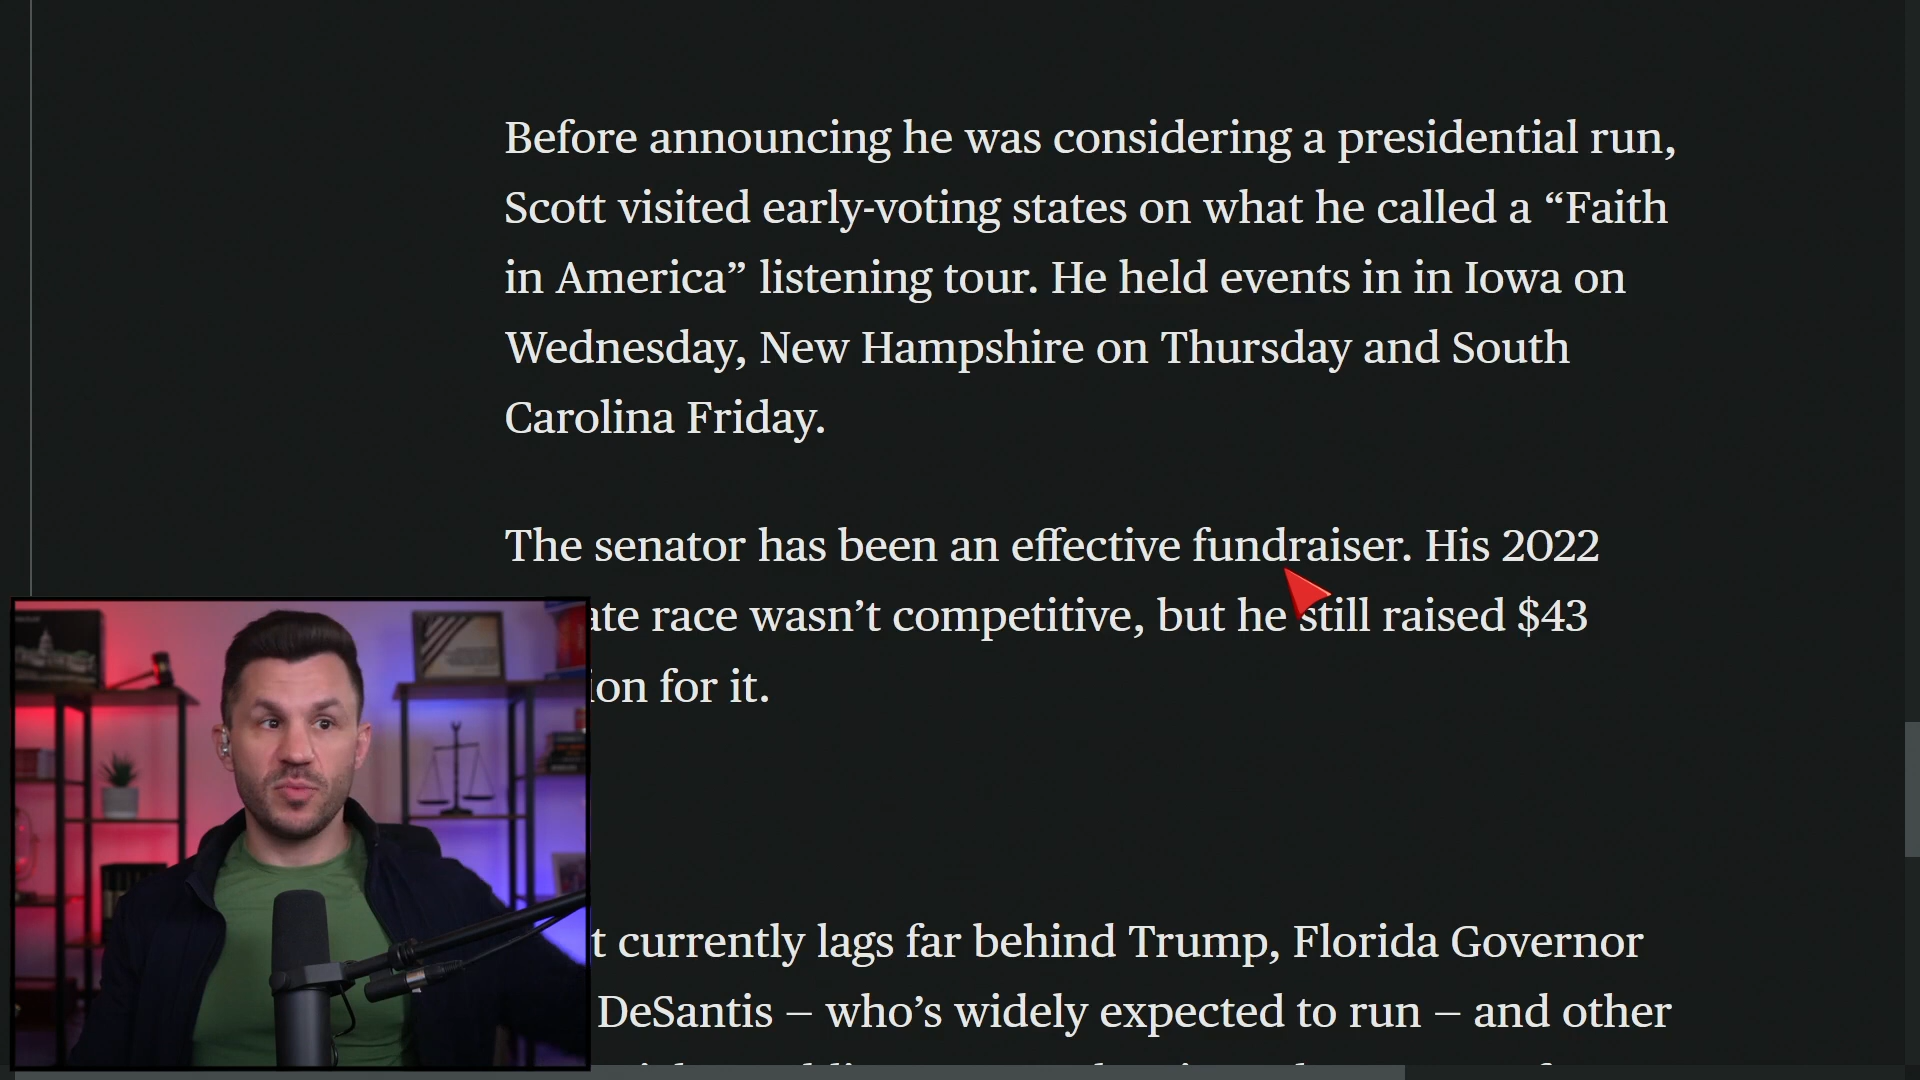 Before announcing he was considering a presidential run,
Scott visited early-voting states on what he called a “Faith
in America” listening tour. He held events in in Iowa on
Wednesday, New Hampshire on Thursday and South
Carolina Friday.
The senator has been an effective fundraiser. His 2022
race wasn’t competitive, but he still raised $43
for it.
currently lags far behind Trump, Florida Governor
DeSantis – who’s widely expected to run – and other